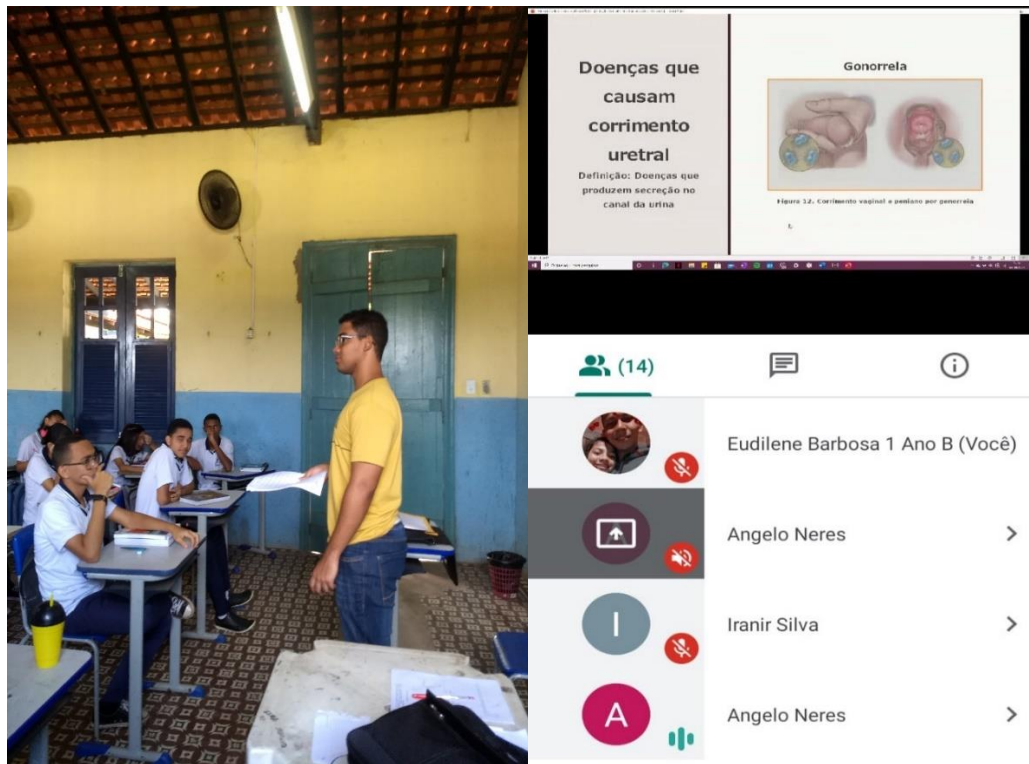 Doenças que
causam
corrimento
uretral
Definição: Doenças que
produzem secreção no
canal da urina
Gonorrela
Figura 12. Corrimento vaginal e peniano por gonorreia
(14)
Eudilene Barbosa 1 Ano B (Você)
Angelo Neres
I
Iranir Silva
A
Angelo Neres